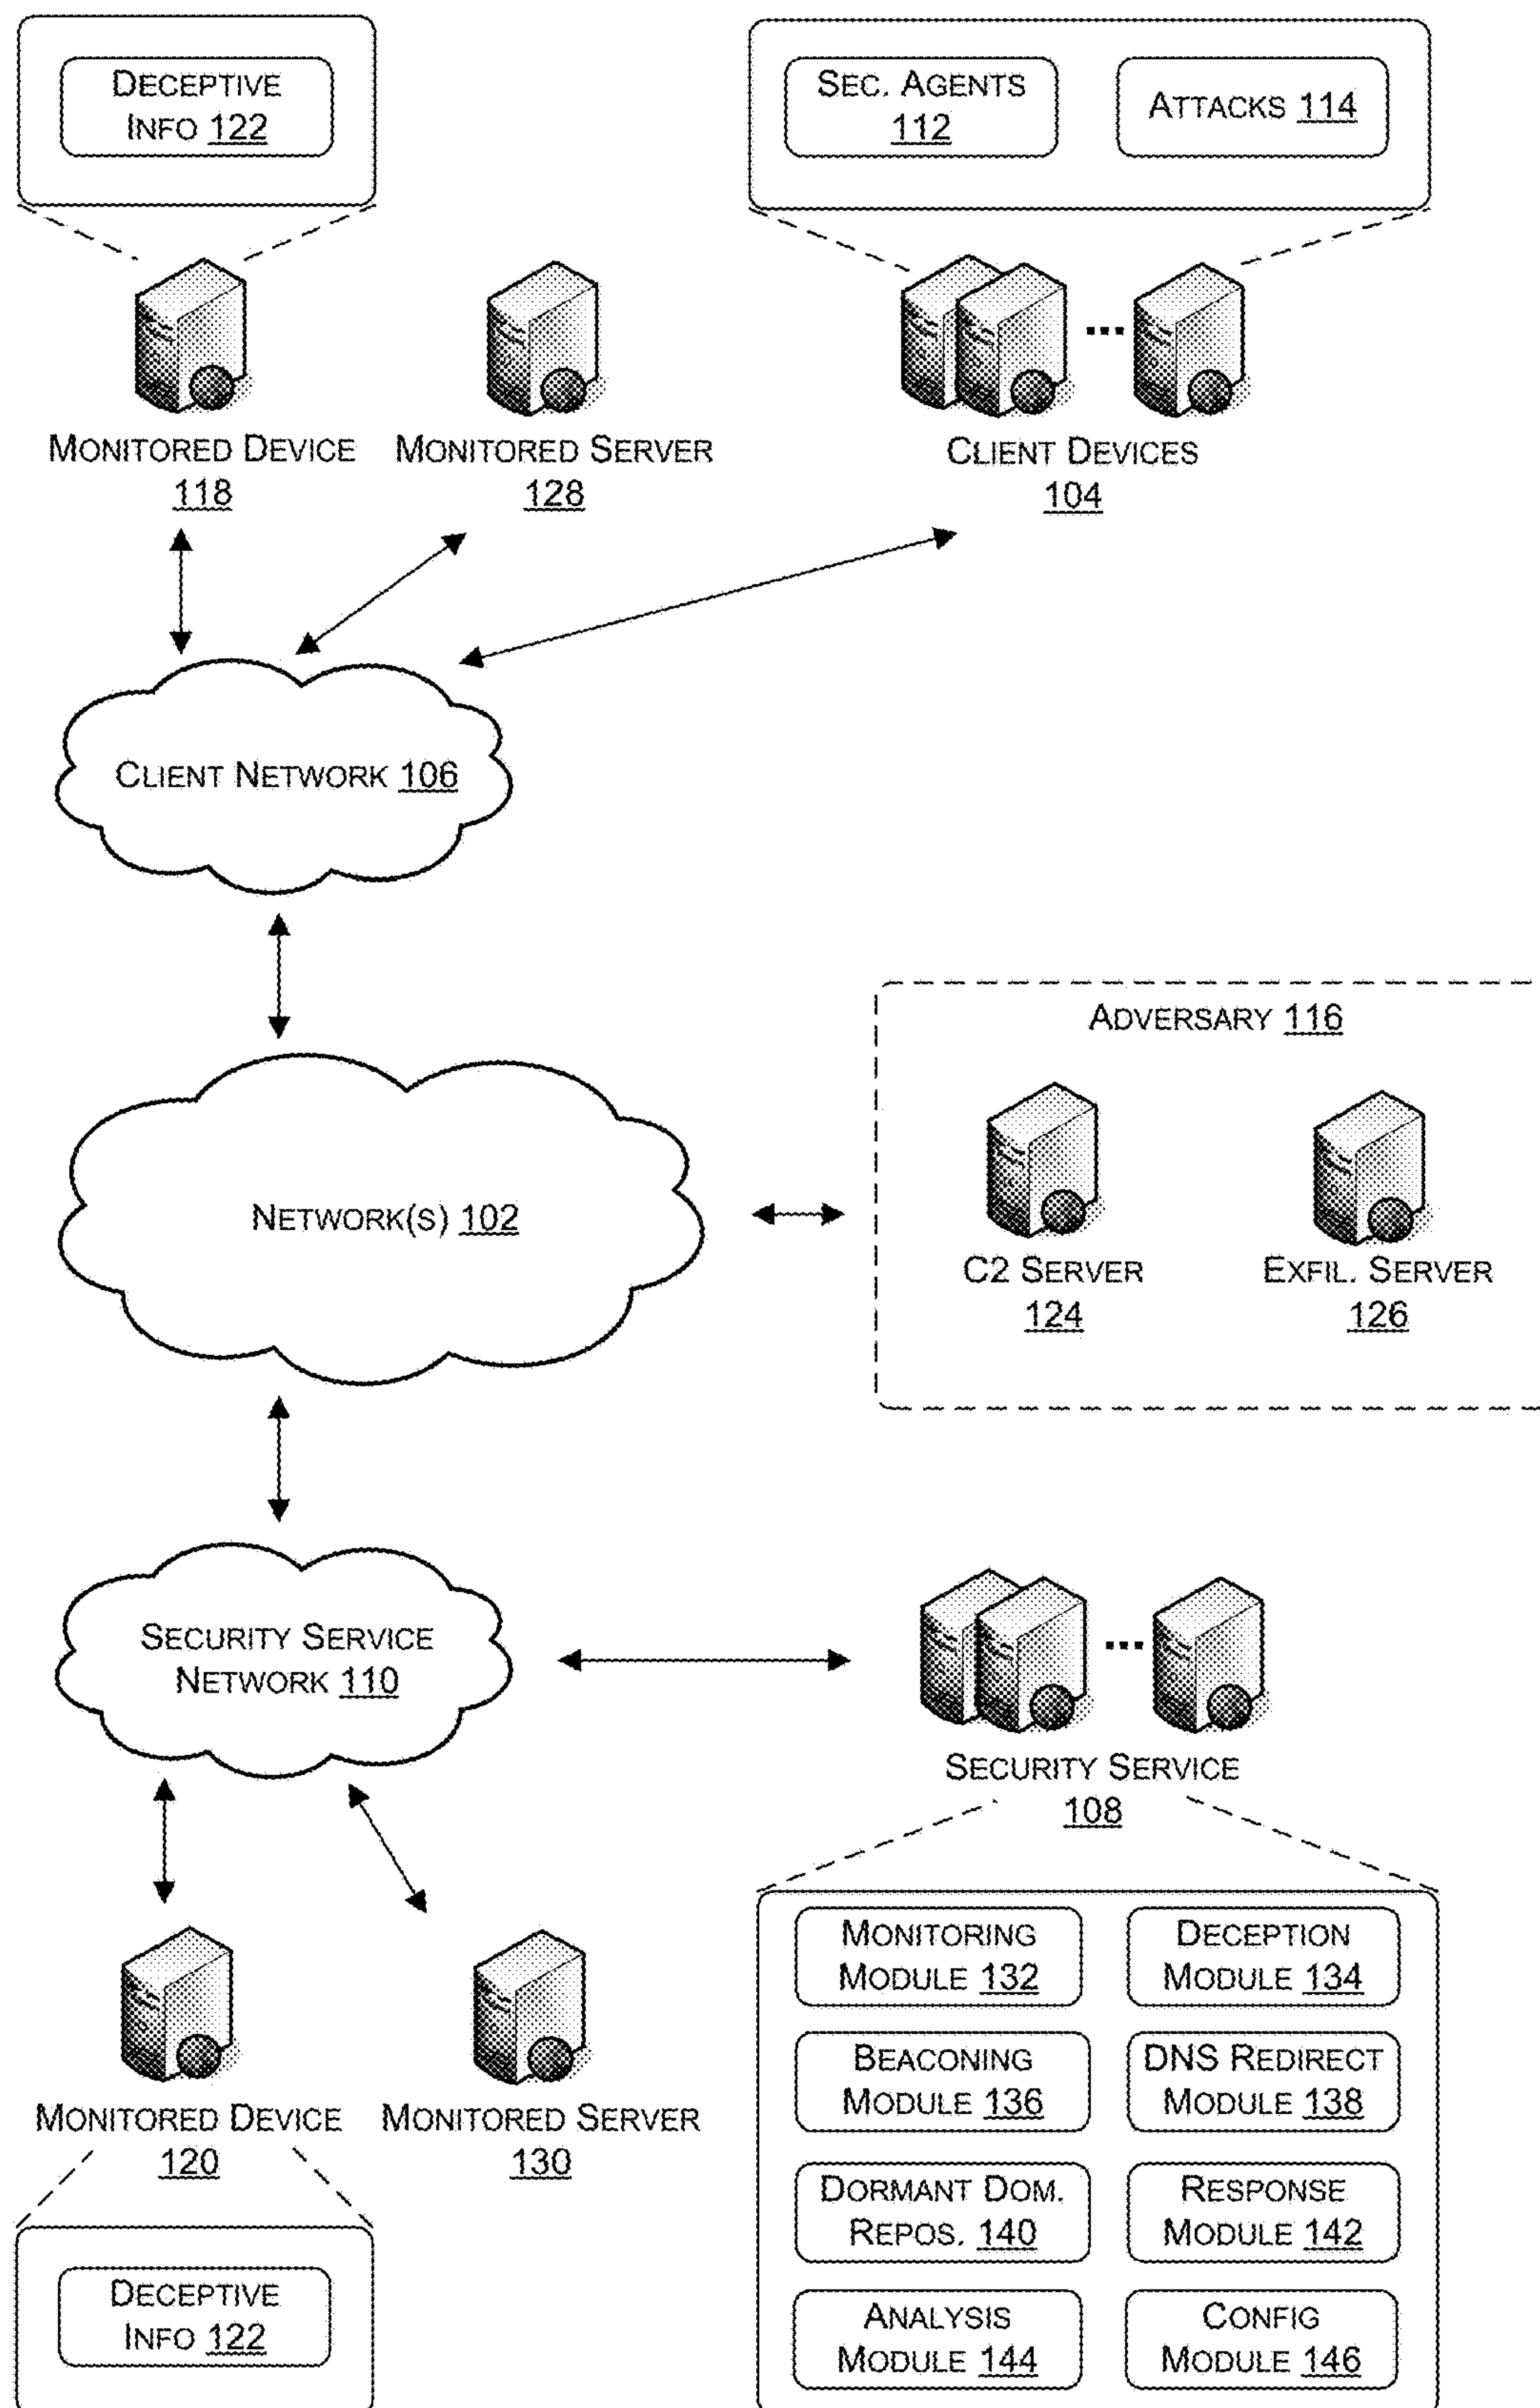 DECEPTIVE
INFO 122
SEC. AGENTS
112
ATTACKS 114
MONITORED DEVICE
118
MONITORED SERVER
128
CLIENT DEVICES
104
CLIENT NETWORK 106
ADVERSARY 116
NETWORK(S) 102
C2 SERVER
124
EXFIL. SERVER
126
SECURITY SERVICE
NETWORK 110
SECURITY SERVICE
108
MONITORED DEVICE
120
MONITORED SERVER
130
DECEPTIVE
INFO 122
MONITORING
MODULE 132
DECEPTION
MODULE 134
BEACONING
MODULE 136
DNS REDIRECT
MODULE 138
DORMANT DOM.
REPOS. 140
RESPONSE
MODULE 142
ANALYSIS
MODULE 144
CONFIG
MODULE 146